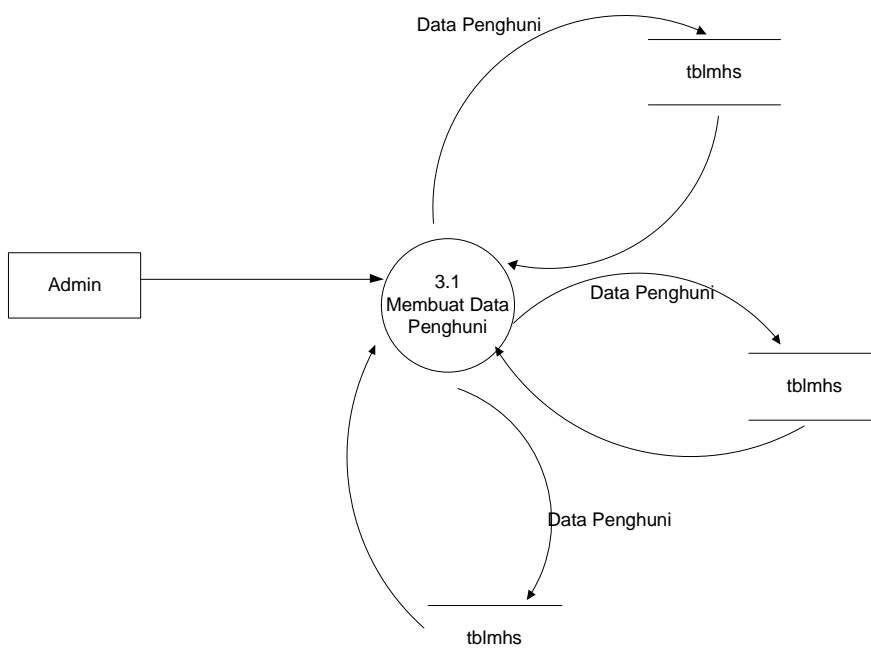 Data Penghuni
tblmhs
Admin
3.1
Membuat Data
Penghuni
Data Penghuni
tblmhs
Data Penghuni
tblmhs